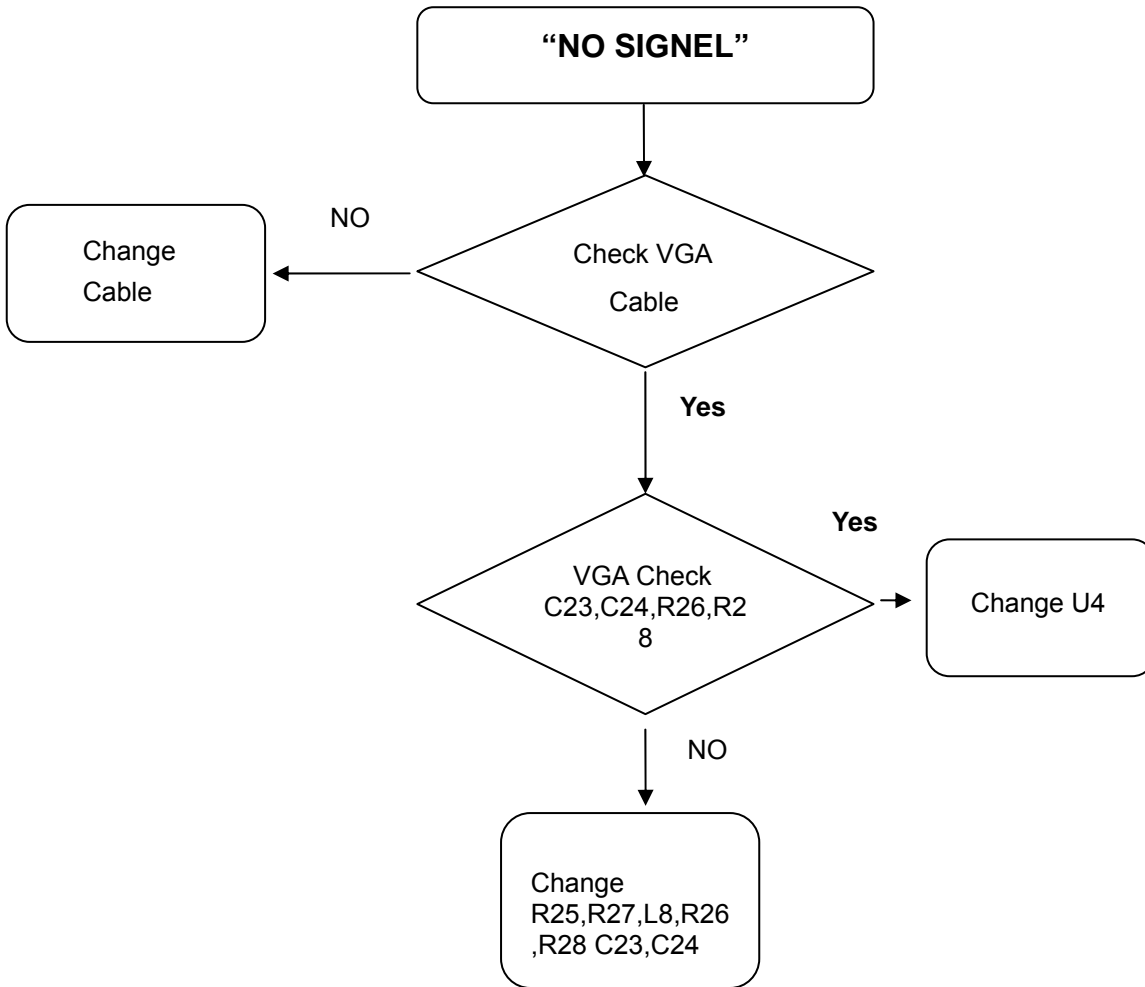 “NO SIGNEL”
NO
Change
Cable
Check VGA
Cable
Yes
Yes
VGA Check
C23,C24,R26,R2
8
Change U4
NO
Change
R25,R27,L8,R26
,R28 C23,C24